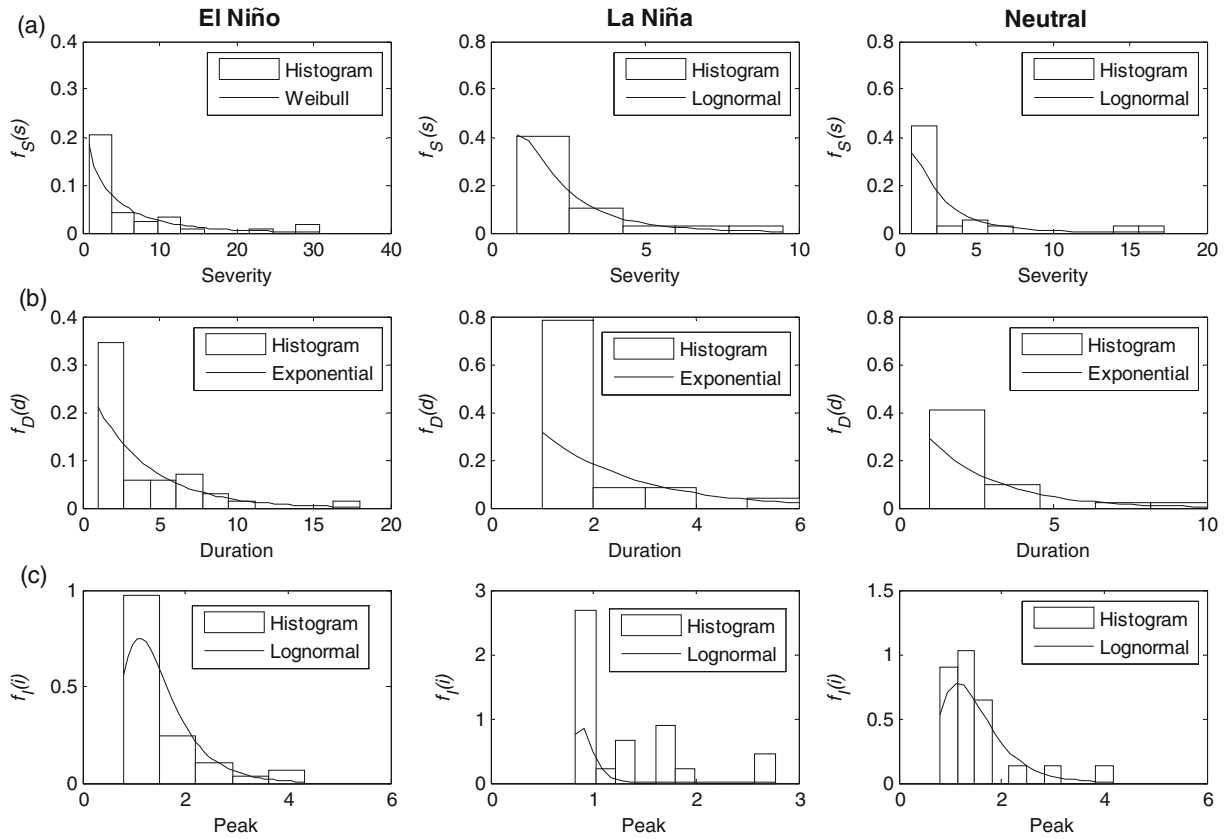 El Niño
La Niña
Neutral
(a)
0.4
0.3
0.2
0.1
0
f_S(s)
0
10
20
30
40
Severity
Histogram
Weibull
0.8
0.6
0.4
0.2
0
f_S(s)
0
5
10
Severity
Histogram
Lognormal
0.8
0.6
0.4
0.2
0
f_S(s)
0
5
10
15
20
Severity
Histogram
Lognormal
(b)
0.4
0.3
0.2
0.1
0
f_D(d)
0
5
10
15
20
Duration
Histogram
Exponential
0.8
0.6
0.4
0.2
0
f_D(d)
0
2
4
6
Duration
Histogram
Exponential
0.8
0.6
0.4
0.2
0
f_D(d)
0
5
10
Duration
Histogram
Exponential
(c)
1
0.5
0
f_I(i)
0
2
4
6
Peak
Histogram
Lognormal
3
2
1
0
f_I(i)
0
1
2
3
Peak
Histogram
Lognormal
1.5
1
0.5
0
f_I(i)
0
2
4
6
Peak
Histogram
Lognormal